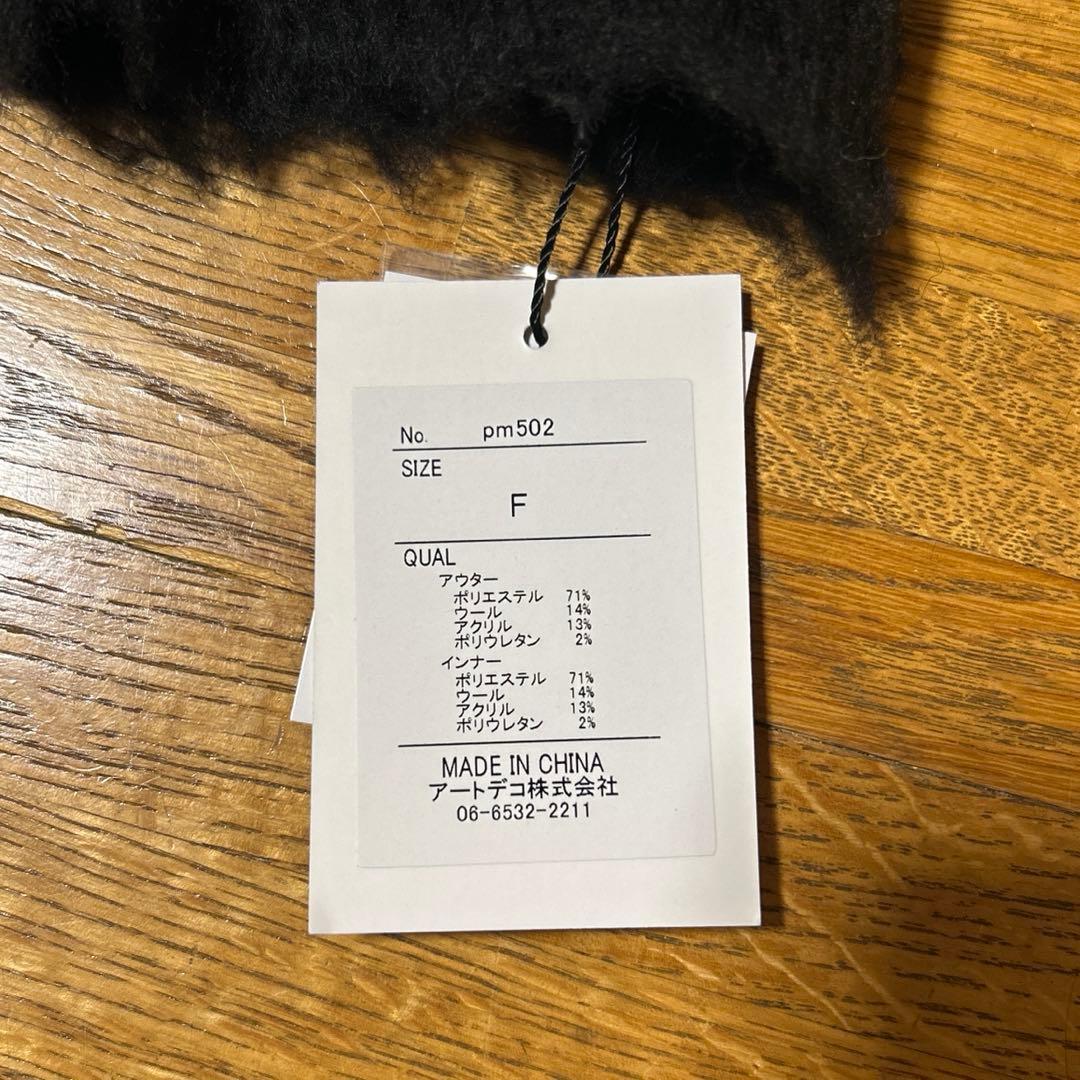 No. pm502
SIZE
F
QUAL
アウター
ポリエステル 71%
ウール 14%
アクリル 13%
ポリウレタン 2%
インナー
ポリエステル 71%
ウール 14%
アクリル 13%
ポリウレタン 2%
MADE IN CHINA
アートデコ株式会社
06-6532-2211